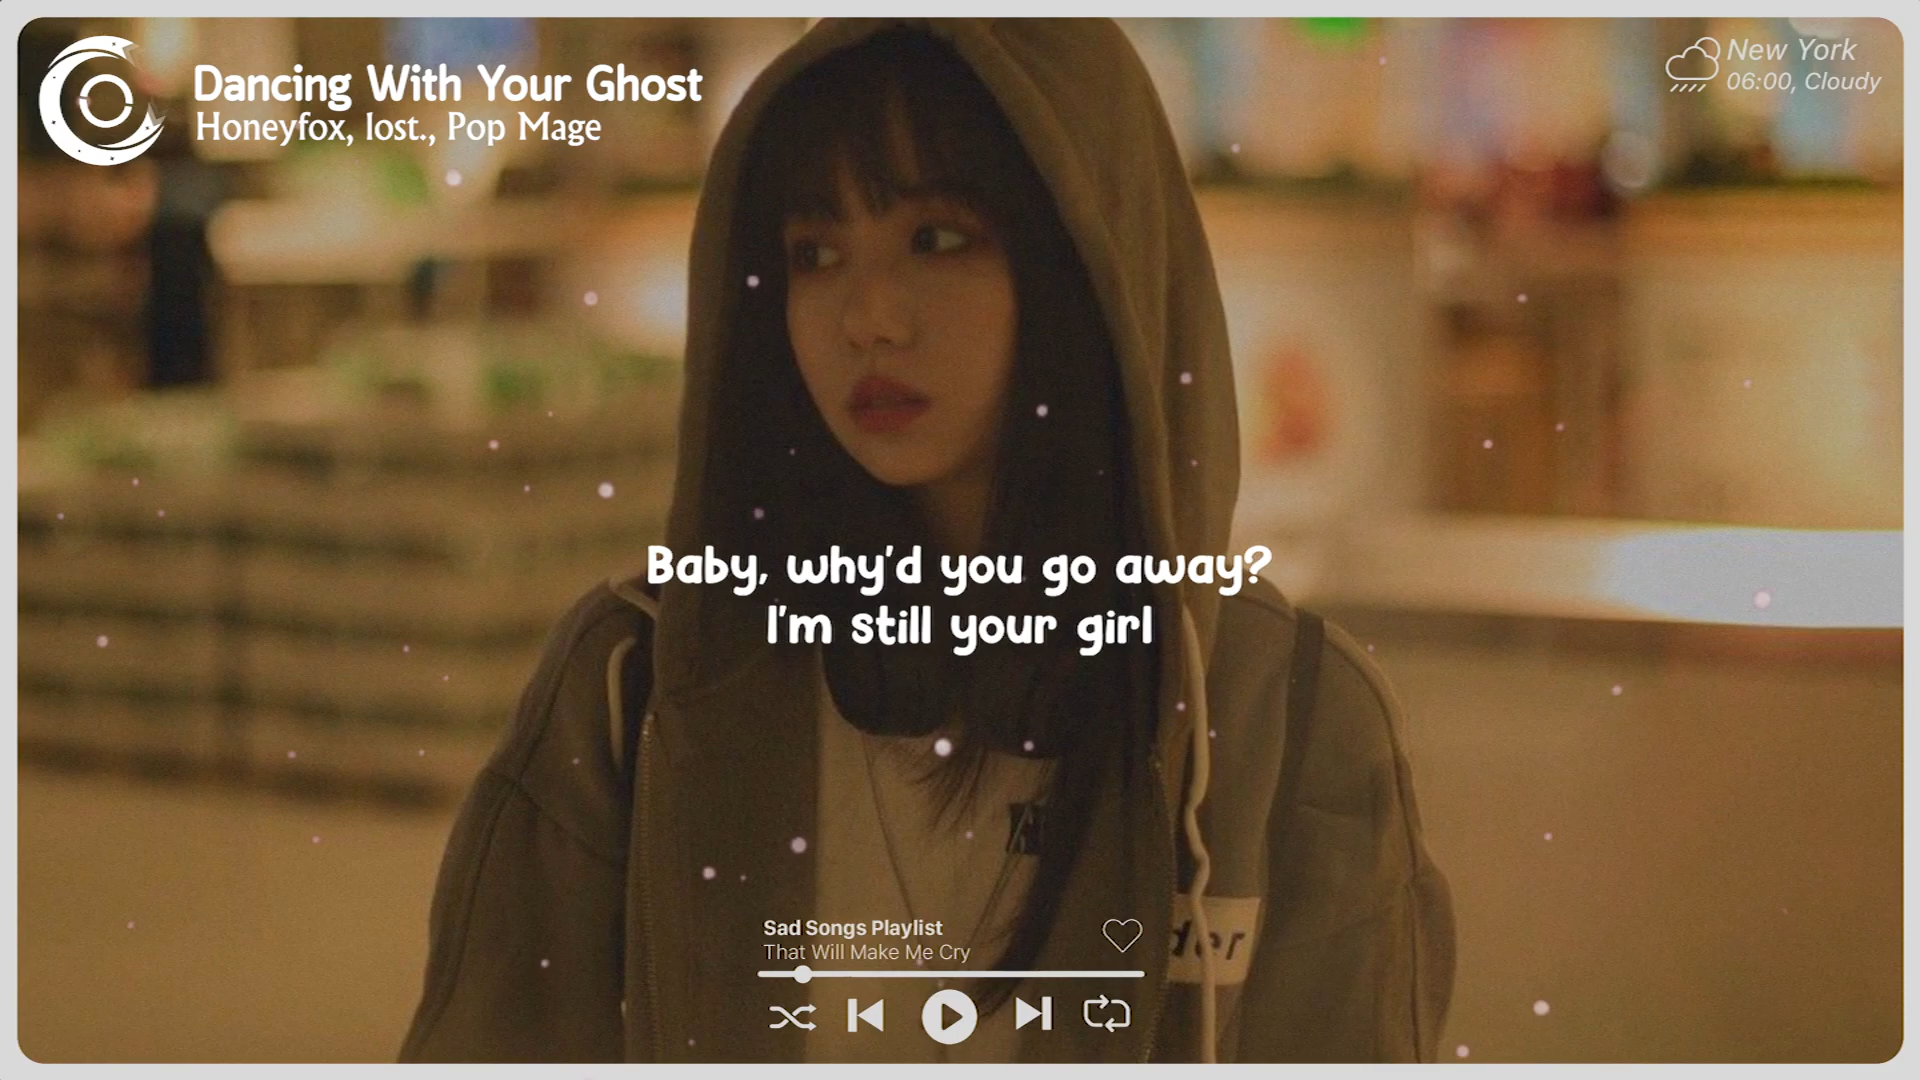 Dancing With Your Ghost
Honeyfox, lost., Pop Mage
New York
06:00, Cloudy
Baby, why'd you go away?
I'm still your girl
der
Sad Songs Playlist
That Will Make Me Cry